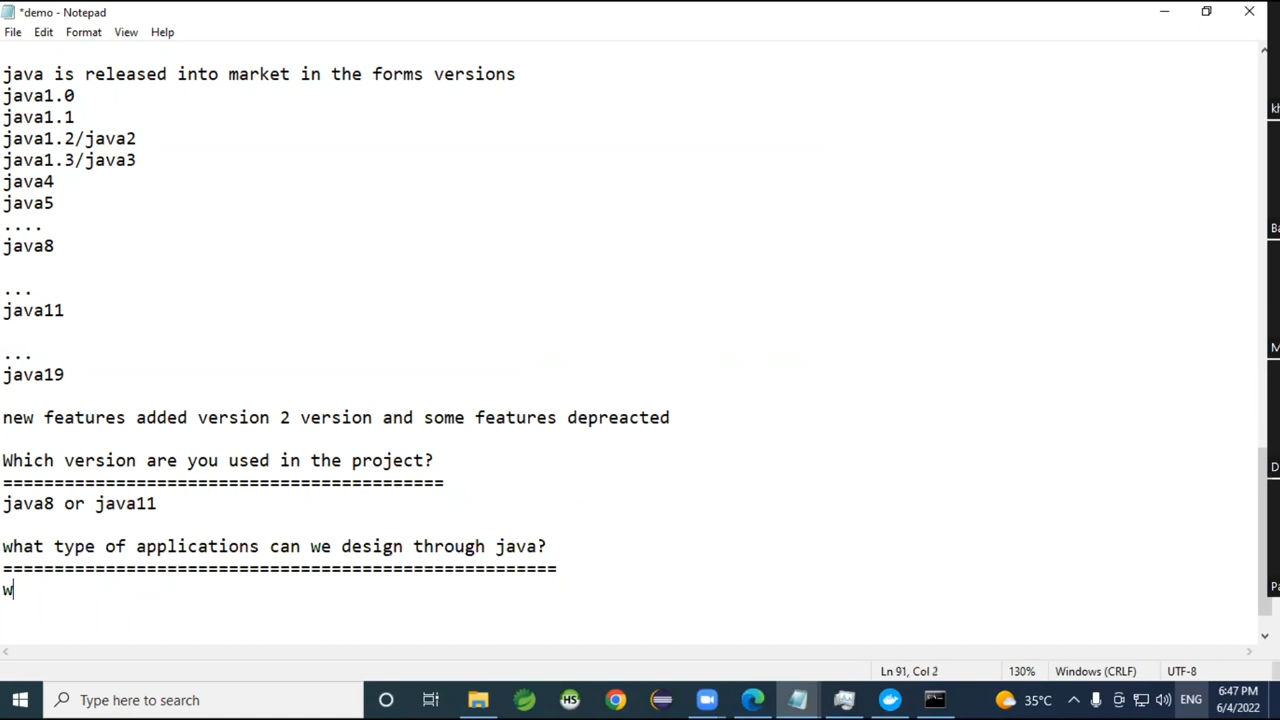 *demo - Notepad
File Edit Format View Help
java is released into market in the forms versions
java1.0
java1.1
java1.2/java2
java1.3/java3
java4
java5
....
java8
...
java11
...
java19
new features added version 2 version and some features depreacted
Which version are you used in the project?
===========================================
java8 or java11
what type of applications can we design through java?
======================================================
w
Ln 91, Col 2 130% Windows (CRLF) UTF-8
Type here to search
HS
35°C
ENG
6:47 PM
6/4/2022